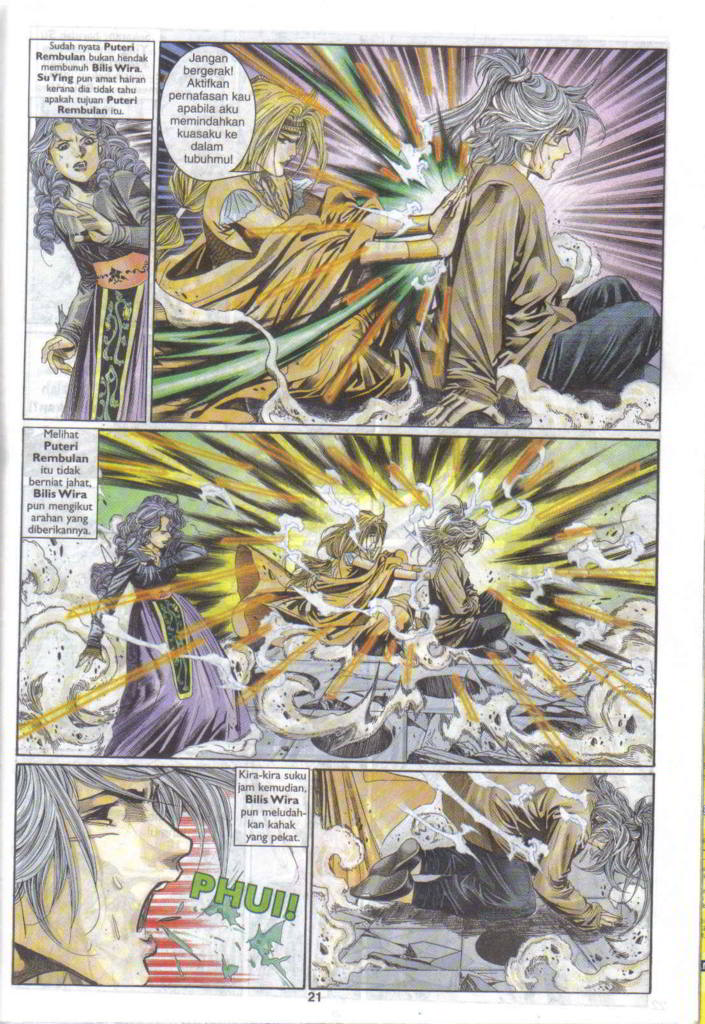 Sudah nyata Puteri
Rembulan bukan hendak
membunuh Bilis Wira.
Su Ying pun amat hairan
kerana dia tidak tahu
apakah tujuan Puteri
Rembulan itu.
Jangan
bergerak!
Aktifkan
pernafasan kau
apabila aku
memindahkan
kuasaku ke
dalam
tubuhmu!
Melihat
Puteri
Rembulan
itu tidak
berniat jahat,
Bilis Wira
pun mengikut
arahan yang
diberikannya.
Kira-kira suku
jam kemudian,
Bilis Wira
pun meludah-
kan kahak
yang pekat.
PHUI!
21